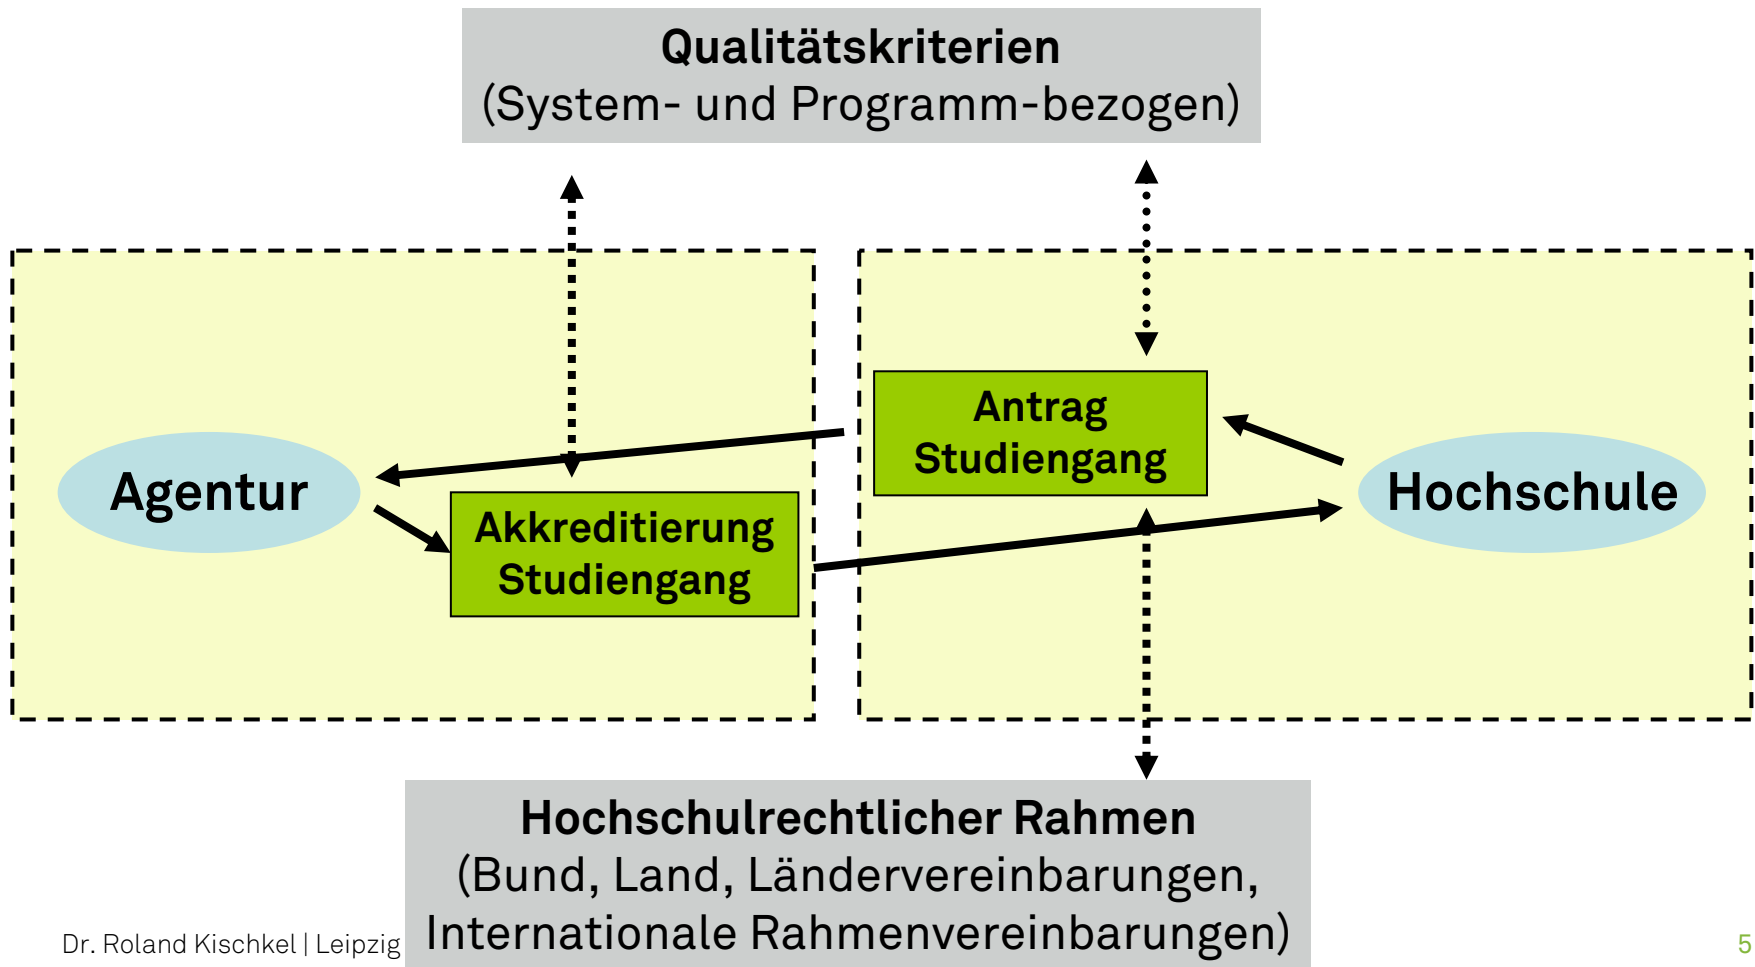 Qualitätskriterien
(System- und Programm-bezogen)
Antrag
Studiengang
Agentur
Hochschule
Akkreditierung
Studiengang
Hochschulrechtlicher Rahmen
(Bund, Land, Ländervereinbarungen,
Internationale Rahmenvereinbarungen)
Dr. Roland Kischkel | Leipzig
5